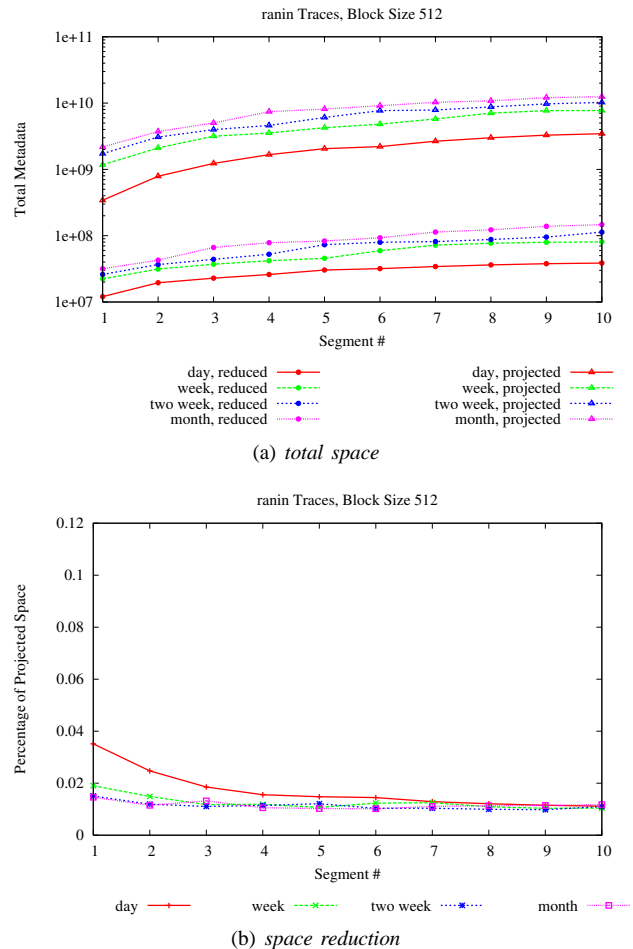 ranin Traces, Block Size 512
1e+11
1e+10
1e+09
1e+08
1e+07
Total Metadata
1 2 3 4 5 6 7 8 9 10
Segment #
day, reduced
week, reduced
two week, reduced
month, reduced
day, projected
week, projected
two week, projected
month, projected
(a) total space
ranin Traces, Block Size 512
0.12
0.1
0.08
0.06
0.04
0.02
0
Percentage of Projected Space
1 2 3 4 5 6 7 8 9 10
Segment #
day week two week month
(b) space reduction